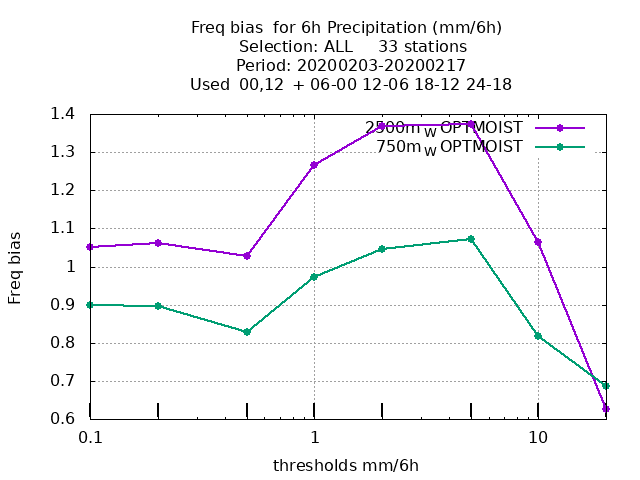 Freq bias  for 6h Precipitation (mm/6h)
Selection: ALL     33 stations
Period: 20200203-20200217
Used  00,12  + 06-00 12-06 18-12 24-18
1.4
1.3
1.2
1.1
1
0.9
0.8
0.7
0.6
Freq bias
2500m_W OPTMOIST
750m_W OPTMOIST
0.1
1
10
thresholds mm/6h